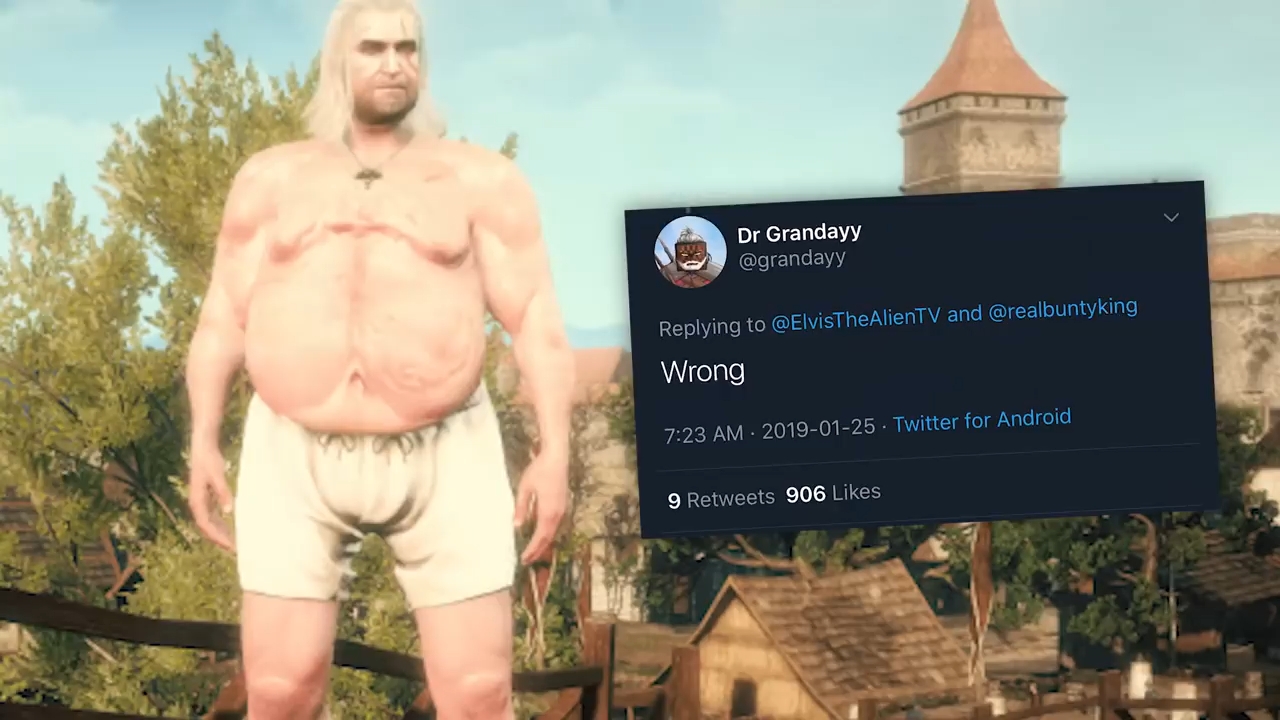 Dr Grandayy
@grandayy
Replying to @ElvisTheAlienTV and @realbuntyking
Wrong
7:23 AM · 2019-01-25 · Twitter for Android
9 Retweets 906 Likes